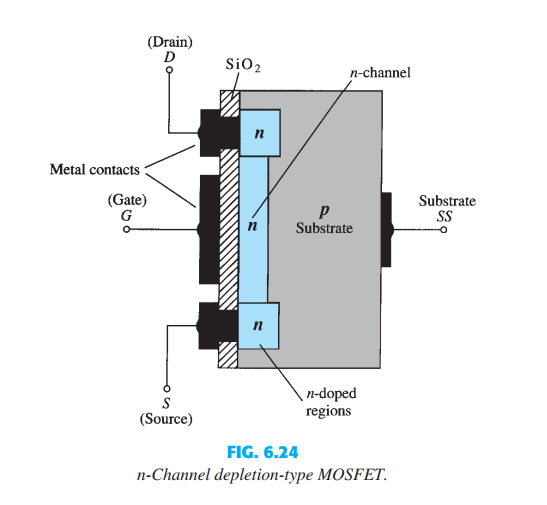 (Drain)
D
SiO2
n-channel
n
Metal contacts
(Gate)
G
n
p
Substrate
Substrate
SS
n
S
(Source)
n-doped
regions
FIG. 6.24
n-Channel depletion-type MOSFET.